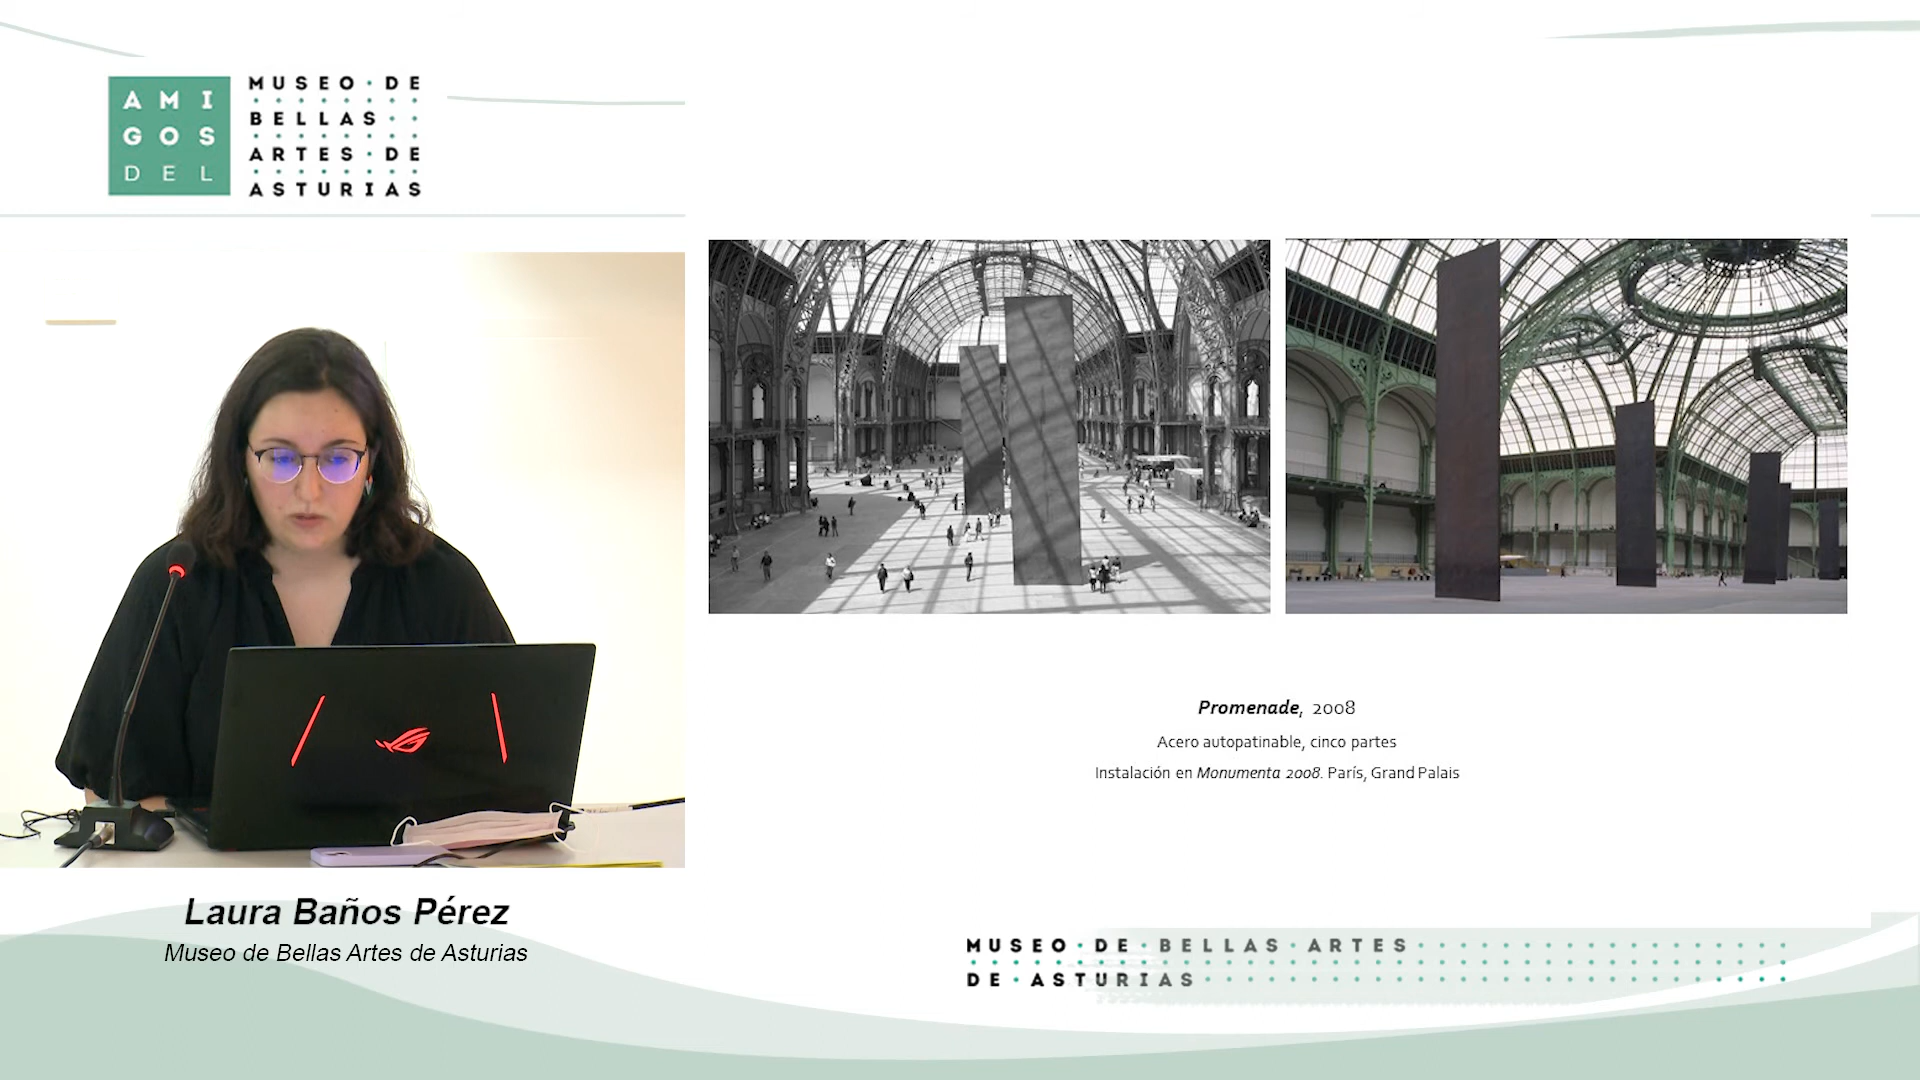 AMI
GOS
DEL
MUSEO·DE
BELLAS
ARTES·DE
ASTURIAS
Promenade, 2008
Acero autopatinable, cinco partes
Instalación en Monumenta 2008. París, Grand Palais
Laura Baños Pérez
Museo de Bellas Artes de Asturias
MUSEO·DE·BELLAS·ARTES
DE·ASTURIAS